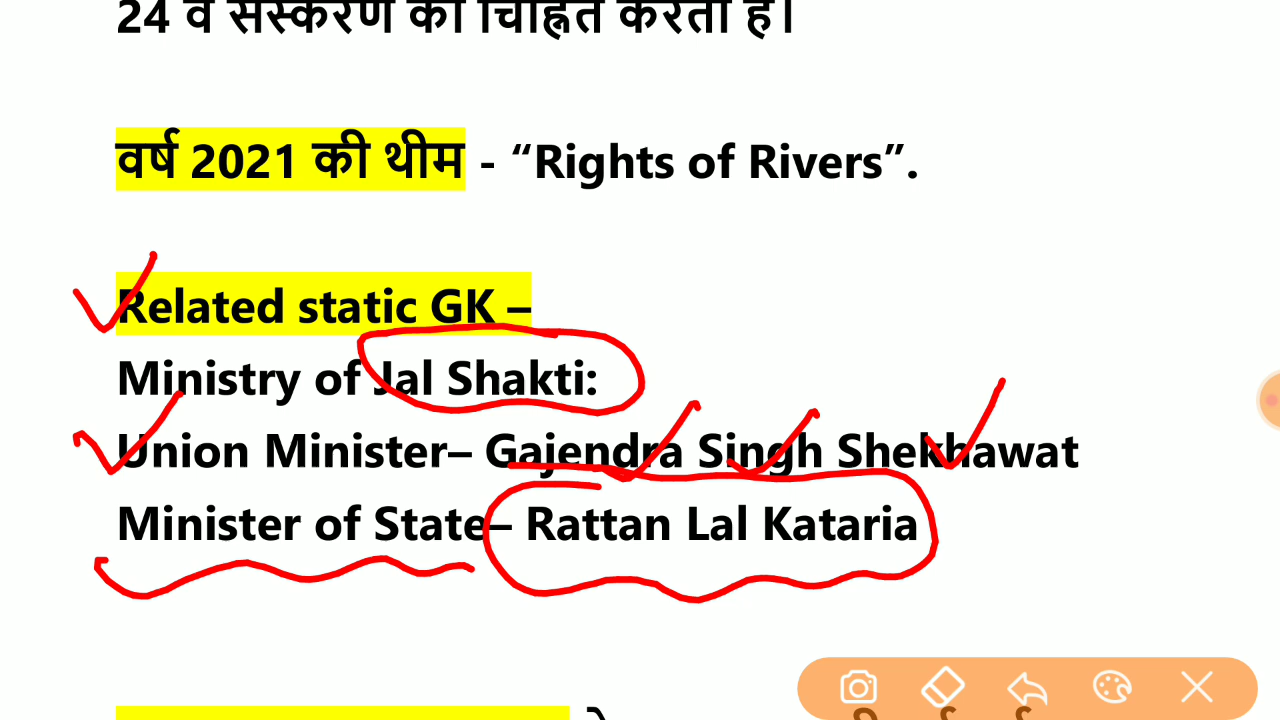 24 वें संस्करण को चिह्नित करता है।
वर्ष 2021 की थीम - “Rights of Rivers”.
Related static GK –
Ministry of Jal Shakti:
Union Minister– Gajendra Singh Shekhawat
Minister of State– Rattan Lal Kataria